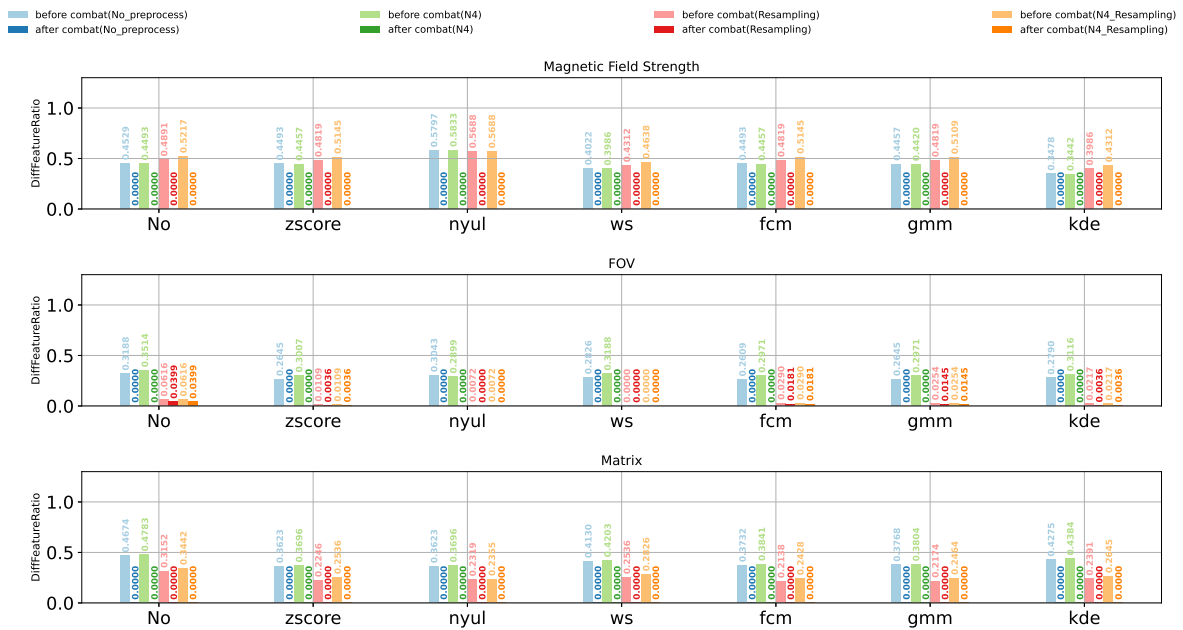 before combat(No_preprocess) before combat(N4) before combat(Resampling) before combat(N4_Resampling)
after combat(No_preprocess) after combat(N4) after combat(Resampling) after combat(N4_Resampling)
Magnetic Field Strength
DiffFeatureRatio
1.0
0.5
0.0
0.4529 0.0000 0.4493 0.0000 0.4891 0.0000 0.5217 0.0000
0.4493 0.0000 0.4457 0.0000 0.4819 0.0000 0.5145 0.0000
0.5797 0.0000 0.5833 0.0000 0.5688 0.0000 0.5688 0.0000
0.4022 0.0000 0.3986 0.0000 0.4312 0.0000 0.4638 0.0000
0.4493 0.0000 0.4457 0.0000 0.4819 0.0000 0.5145 0.0000
0.4457 0.0000 0.4420 0.0000 0.4819 0.0000 0.5109 0.0000
0.3478 0.0000 0.3442 0.0000 0.3986 0.0000 0.4312 0.0000
No zscore nyul ws fcm gmm kde
FOV
DiffFeatureRatio
1.0
0.5
0.0
0.3188 0.0000 0.3514 0.0000 0.0616 0.0399 0.0616 0.0399
0.2645 0.0000 0.3007 0.0000 0.0109 0.0036 0.0109 0.0036
0.3043 0.0000 0.2899 0.0000 0.0072 0.0000 0.0072 0.0000
0.2826 0.0000 0.3188 0.0000 0.0000 0.0000 0.0000 0.0000
0.2609 0.0000 0.2971 0.0000 0.0290 0.0181 0.0290 0.0181
0.2645 0.0000 0.2971 0.0000 0.0254 0.0145 0.0254 0.0145
0.2790 0.0000 0.3116 0.0000 0.0217 0.0036 0.0217 0.0036
No zscore nyul ws fcm gmm kde
Matrix
DiffFeatureRatio
1.0
0.5
0.0
0.4674 0.0000 0.4783 0.0000 0.3152 0.0000 0.3442 0.0000
0.3623 0.0000 0.3696 0.0000 0.2246 0.0000 0.2536 0.0000
0.3623 0.0000 0.3696 0.0000 0.2319 0.0000 0.2355 0.0000
0.4130 0.0000 0.4203 0.0000 0.2536 0.0000 0.2826 0.0000
0.3732 0.0000 0.3841 0.0000 0.2138 0.0000 0.2428 0.0000
0.3768 0.0000 0.3804 0.0000 0.2174 0.0000 0.2464 0.0000
0.4275 0.0000 0.4384 0.0000 0.2391 0.0000 0.2645 0.0000
No zscore nyul ws fcm gmm kde